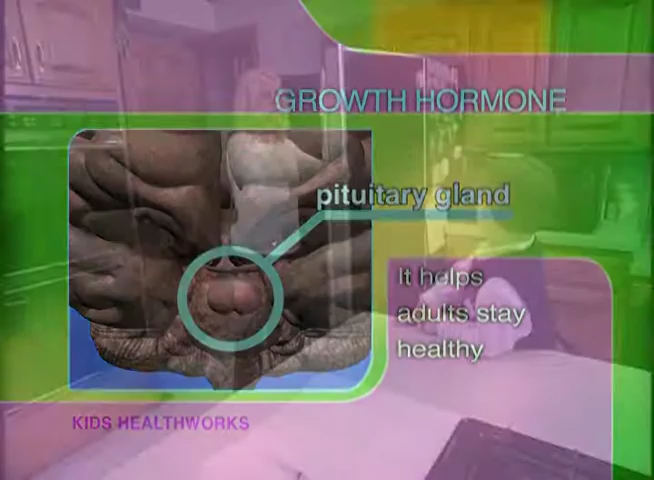 GROWTH HORMONE
pituitary gland
It helps
adults stay
healthy
KIDS HEALTHWORKS